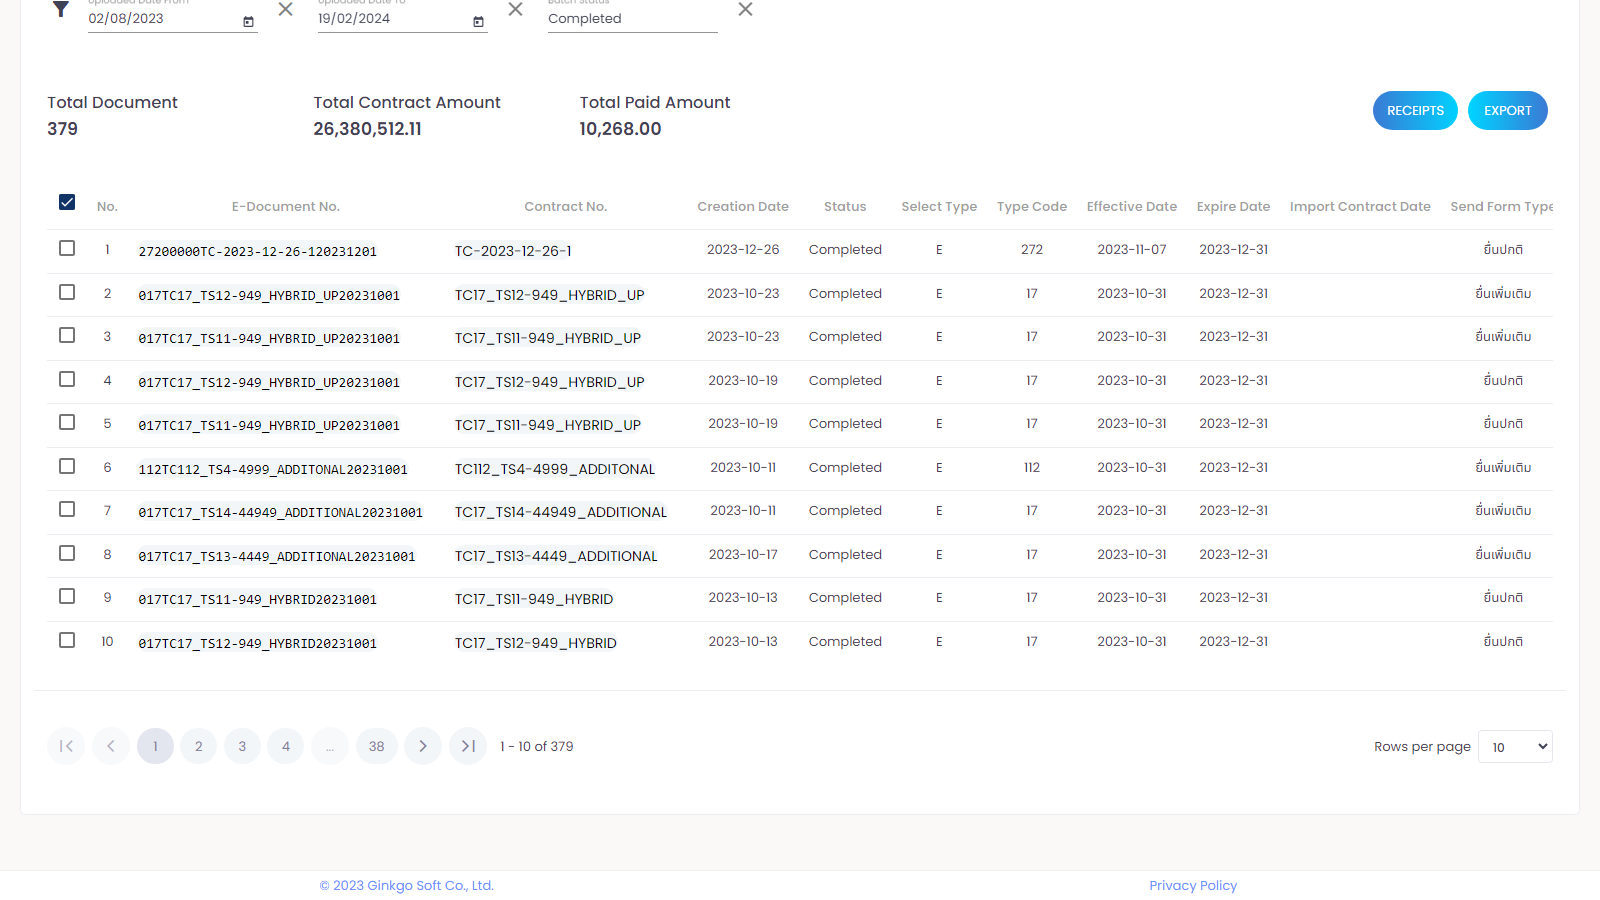 Uploaded Date From Uploaded Date To Batch Status
02/08/2023 19/02/2024 Completed
Total Document Total Contract Amount Total Paid Amount
379 26,380,512.11 10,268.00
RECEIPTS EXPORT
No. E-Document No. Contract No. Creation Date Status Select Type Type Code Effective Date Expire Date Import Contract Date Send Form Type
1 27200000TC-2023-12-26-120231201 TC-2023-12-26-1 2023-12-26 Completed E 272 2023-11-07 2023-12-31 ยื่นปกติ
2 017TC17_TS12-949_HYBRID_UP20231001 TC17_TS12-949_HYBRID_UP 2023-10-23 Completed E 17 2023-10-31 2023-12-31 ยื่นเพิ่มเติม
3 017TC17_TS11-949_HYBRID_UP20231001 TC17_TS11-949_HYBRID_UP 2023-10-23 Completed E 17 2023-10-31 2023-12-31 ยื่นเพิ่มเติม
4 017TC17_TS12-949_HYBRID_UP20231001 TC17_TS12-949_HYBRID_UP 2023-10-19 Completed E 17 2023-10-31 2023-12-31 ยื่นปกติ
5 017TC17_TS11-949_HYBRID_UP20231001 TC17_TS11-949_HYBRID_UP 2023-10-19 Completed E 17 2023-10-31 2023-12-31 ยื่นปกติ
6 112TC112_TS4-4999_ADDITONAL20231001 TC112_TS4-4999_ADDITONAL 2023-10-11 Completed E 112 2023-10-31 2023-12-31 ยื่นเพิ่มเติม
7 017TC17_TS14-44949_ADDITIONAL20231001 TC17_TS14-44949_ADDITIONAL 2023-10-11 Completed E 17 2023-10-31 2023-12-31 ยื่นเพิ่มเติม
8 017TC17_TS13-4449_ADDITIONAL20231001 TC17_TS13-4449_ADDITIONAL 2023-10-17 Completed E 17 2023-10-31 2023-12-31 ยื่นเพิ่มเติม
9 017TC17_TS11-949_HYBRID20231001 TC17_TS11-949_HYBRID 2023-10-13 Completed E 17 2023-10-31 2023-12-31 ยื่นปกติ
10 017TC17_TS12-949_HYBRID20231001 TC17_TS12-949_HYBRID 2023-10-13 Completed E 17 2023-10-31 2023-12-31 ยื่นปกติ
1 2 3 4 ... 38 1 - 10 of 379 Rows per page 10
© 2023 Ginkgo Soft Co., Ltd. Privacy Policy